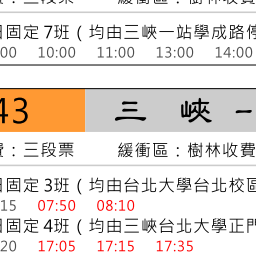 日固定7班(均由三峽一站學成路停
00 10:00 11:00 13:00 14:00
43 三 峽 -
費：三段票 緩衝區：樹林收費
日固定3班(均由台北大學台北校區
15 07:50 08:10
日固定4班(均由三峽台北大學正門
20 17:05 17:15 17:35